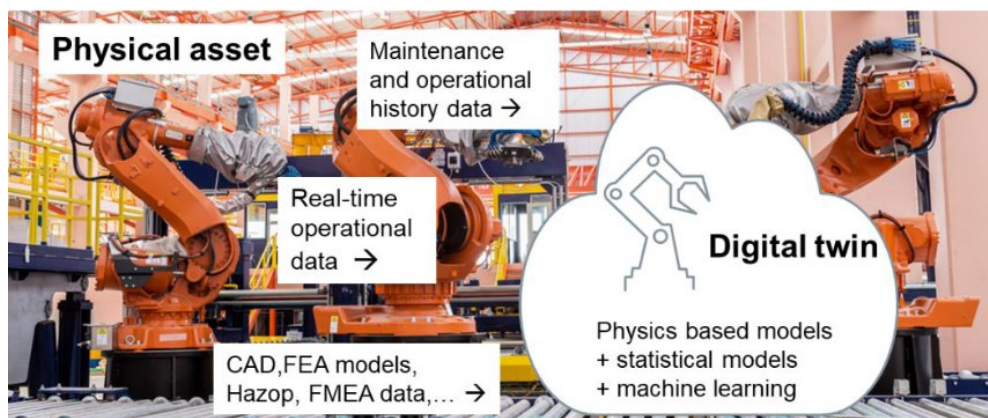 Physical asset
Maintenance
and operational
history data →
Real-time
operational
data →
CAD,FEA models,
Hazop, FMEA data,... →
Digital twin
Physics based models
+ statistical models
+ machine learning